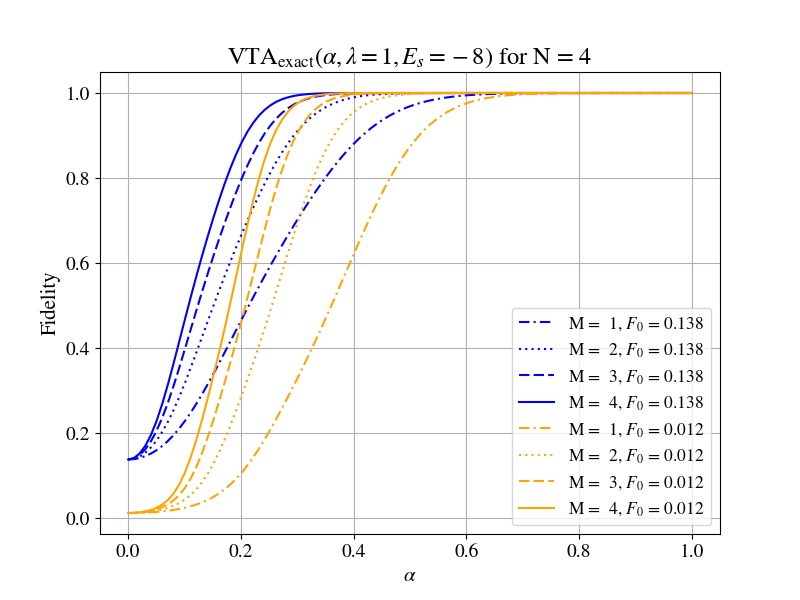 VTA_exact(α, λ = 1, E_s = −8) for N = 4
Fidelity
1.0
0.8
0.6
0.4
0.2
0.0
M = 1, F_0 = 0.138
M = 2, F_0 = 0.138
M = 3, F_0 = 0.138
M = 4, F_0 = 0.138
M = 1, F_0 = 0.012
M = 2, F_0 = 0.012
M = 3, F_0 = 0.012
M = 4, F_0 = 0.012
0.0 0.2 0.4 0.6 0.8 1.0
α